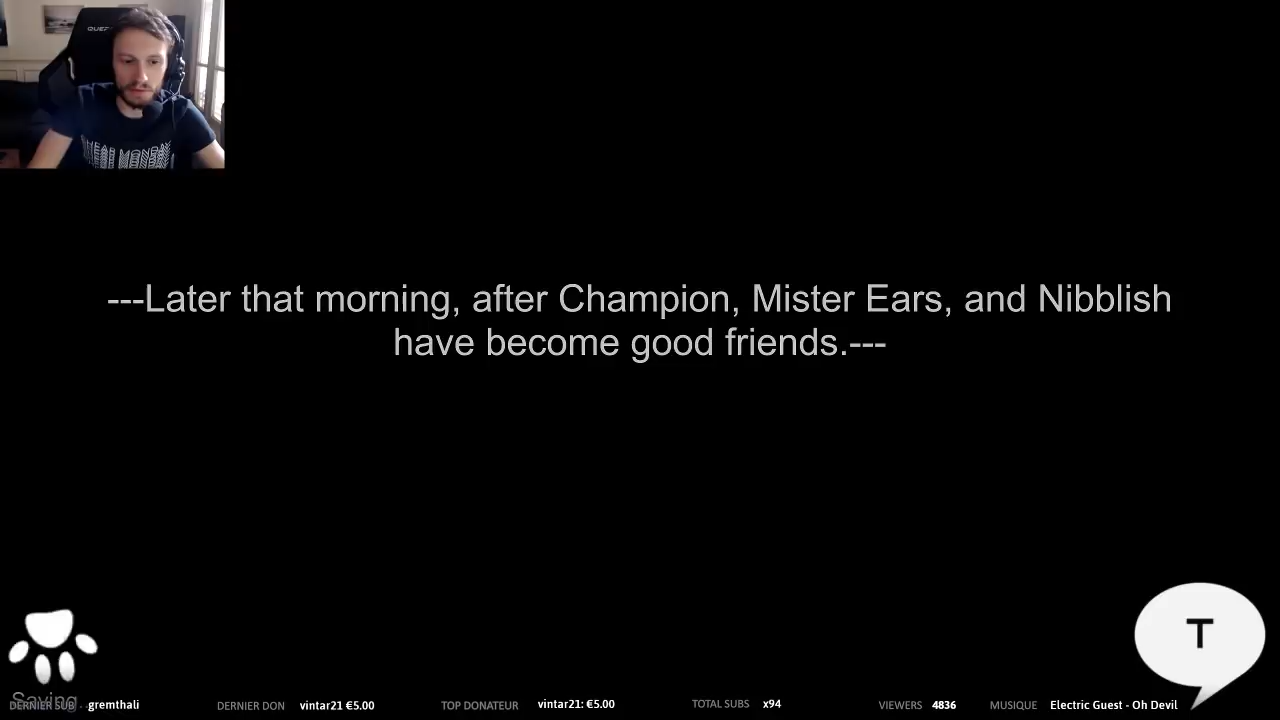 ---Later that morning, after Champion, Mister Ears, and Nibblish
have become good friends.---
T
Saving...
DERNIER SUB gremthali DERNIER DON vintar21 €5.00 TOP DONATEUR vintar21: €5.00 TOTAL SUBS x94 VIEWERS 4836 MUSIQUE Electric Guest - Oh Devil